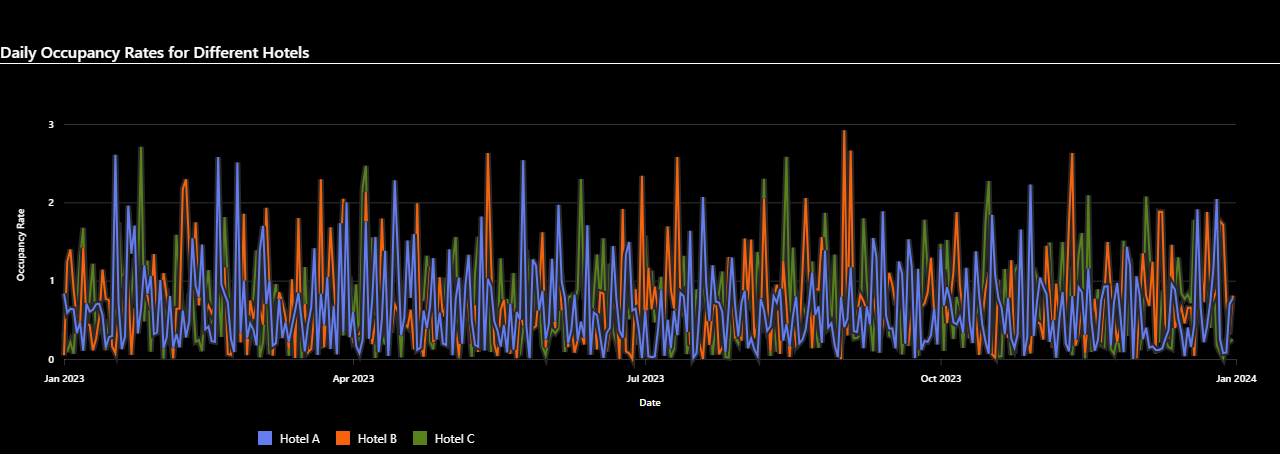 Daily Occupancy Rates for Different Hotels
3
2
1
0
Occupancy Rate
Jan 2023 Apr 2023 Jul 2023 Oct 2023 Jan 2024
Date
Hotel A Hotel B Hotel C